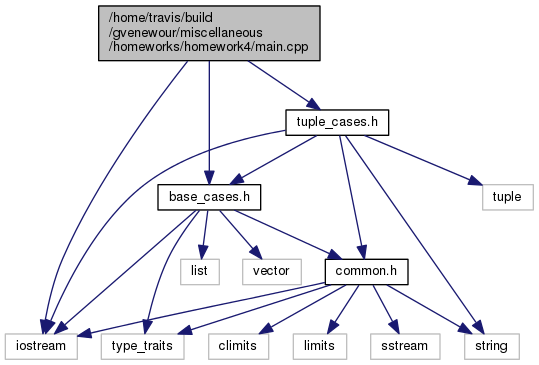 /home/travis/build
/gvenewour/miscellaneous
/homeworks/homework4/main.cpp
tuple_cases.h
base_cases.h
tuple
list
vector
common.h
iostream
type_traits
climits
limits
sstream
string